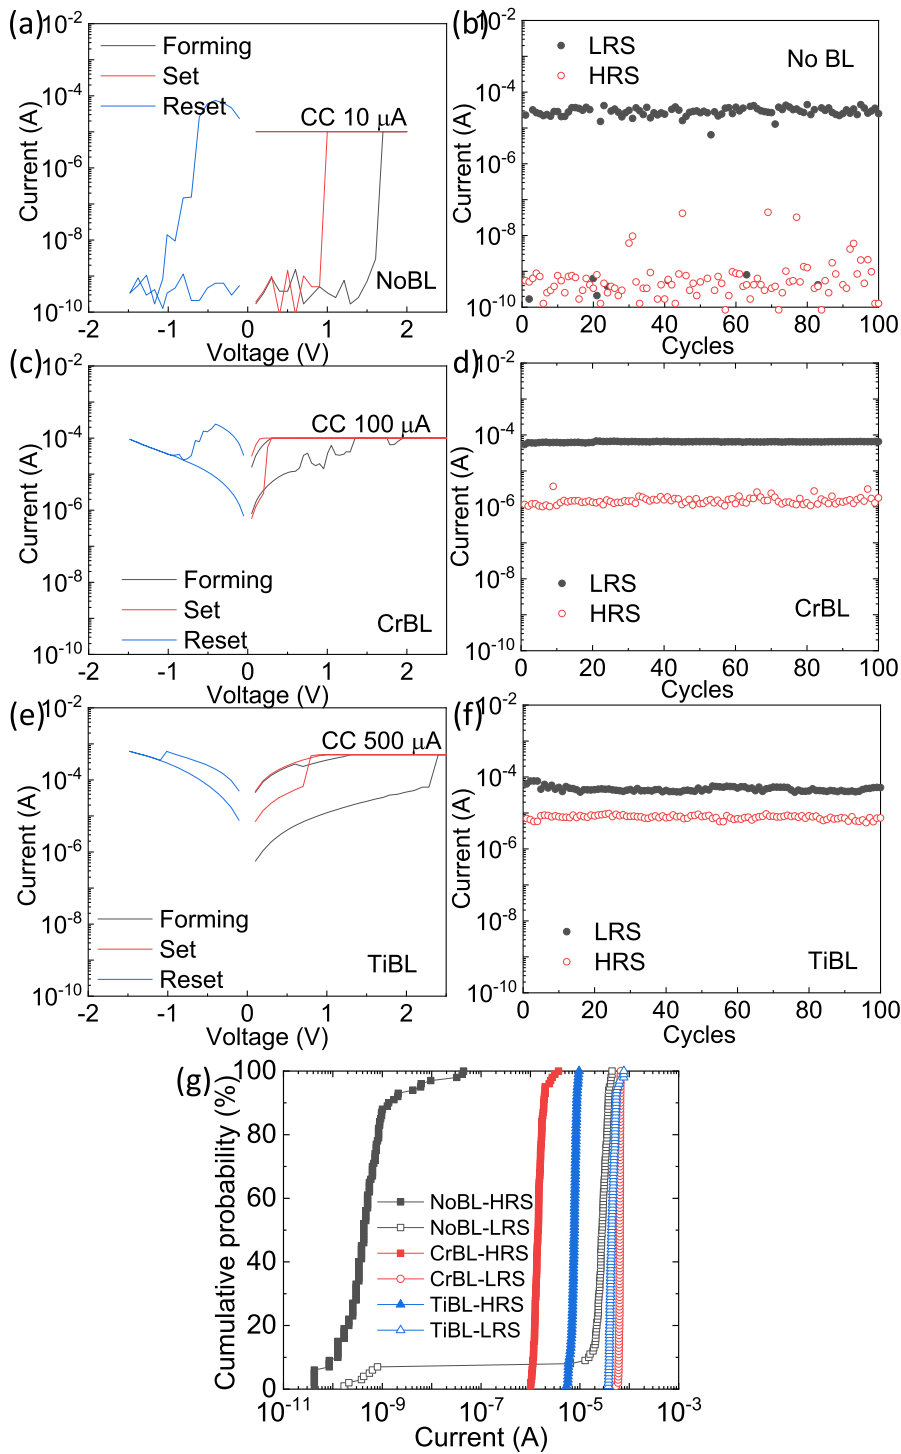 (a)
10⁻²
10⁻⁴
10⁻⁶
10⁻⁸
10⁻¹⁰
Current (A)
Forming
Set
Reset
CC 10 μA
NoBL
-2
-1
0
1
2
Voltage (V)
(b)
10⁻²
10⁻⁴
10⁻⁶
10⁻⁸
10⁻¹⁰
Current (A)
LRS
HRS
No BL
0
20
40
60
80
100
Cycles
(c)
10⁻²
10⁻⁴
10⁻⁶
10⁻⁸
10⁻¹⁰
Current (A)
CC 100 μA
Forming
Set
Reset
CrBL
-2
-1
0
1
2
Voltage (V)
d)
10⁻²
10⁻⁴
10⁻⁶
10⁻⁸
10⁻¹⁰
Current (A)
LRS
HRS
CrBL
0
20
40
60
80
100
Cycles
(e)
10⁻²
10⁻⁴
10⁻⁶
10⁻⁸
10⁻¹⁰
Current (A)
CC 500 μA
Forming
Set
Reset
TiBL
-2
-1
0
1
2
Voltage (V)
(f)
10⁻²
10⁻⁴
10⁻⁶
10⁻⁸
10⁻¹⁰
Current (A)
LRS
HRS
TiBL
0
20
40
60
80
100
Cycles
(g)
100
80
60
40
20
0
Cumulative probability (%)
NoBL-HRS
NoBL-LRS
CrBL-HRS
CrBL-LRS
TiBL-HRS
TiBL-LRS
10⁻¹¹
10⁻⁹
10⁻⁷
10⁻⁵
10⁻³
Current (A)